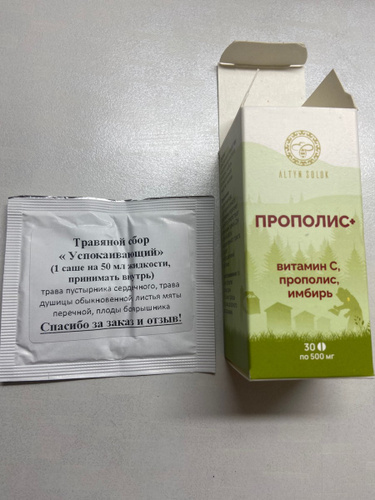 Травяной сбор
«Успокаивающий»
(1 саше на 50 мл жидкости,
принимать внутрь)
трава пустырника сердечного, трава
душицы обыкновенной, листья мяты
перечной, плоды боярышника
Спасибо за заказ и отзыв!
ALTYN SOLOK
ПРОПОЛИС+
витамин С,
прополис,
имбирь
30
по 500 мг